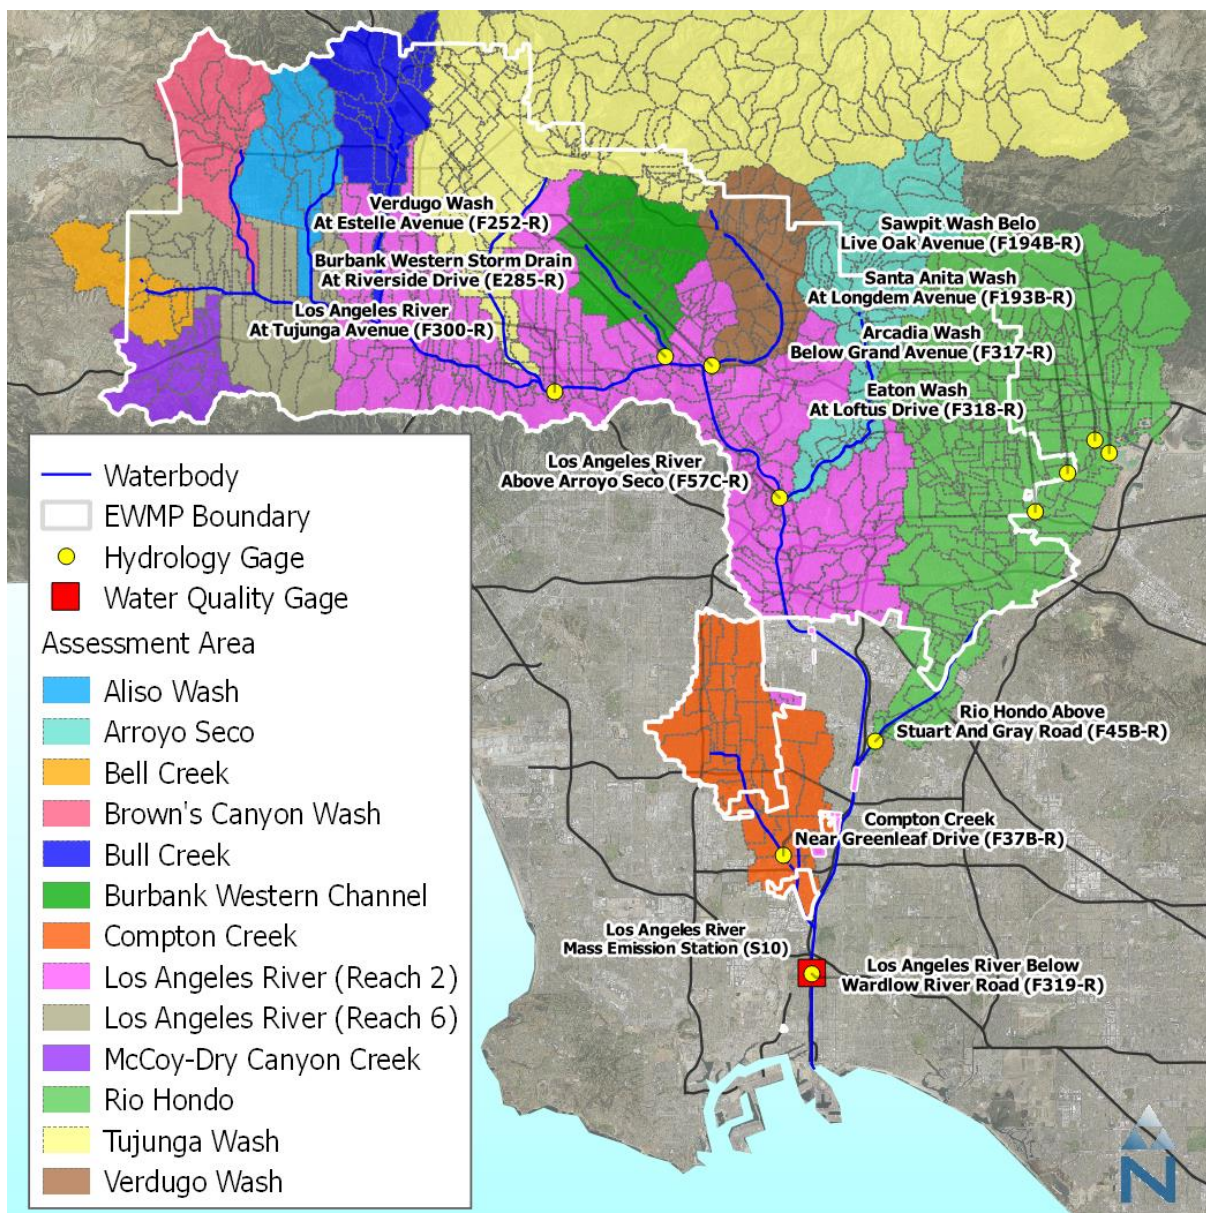 Verdugo Wash
At Estelle Avenue (F252-R)
Burbank Western Storm Drain
At Riverside Drive (E285-R)
Los Angeles River
At Tujunga Avenue (F300-R)
Sawpit Wash Belo
Live Oak Avenue (F194B-R)
Santa Anita Wash
At Longdem Avenue (F193B-R)
Arcadia Wash
Below Grand Avenue (F317-R)
Eaton Wash
At Loftus Drive (F318-R)
Los Angeles River
Above Arroyo Seco (F57C-R)
Rio Hondo Above
Stuart And Gray Road (F45B-R)
Compton Creek
Near Greenleaf Drive (F37B-R)
Los Angeles River
Mass Emission Station (S10)
Los Angeles River Below
Wardlow River Road (F319-R)
Waterbody
EWMP Boundary
Hydrology Gage
Water Quality Gage
Assessment Area
Aliso Wash
Arroyo Seco
Bell Creek
Brown's Canyon Wash
Bull Creek
Burbank Western Channel
Compton Creek
Los Angeles River (Reach 2)
Los Angeles River (Reach 6)
McCoy-Dry Canyon Creek
Rio Hondo
Tujunga Wash
Verdugo Wash
N